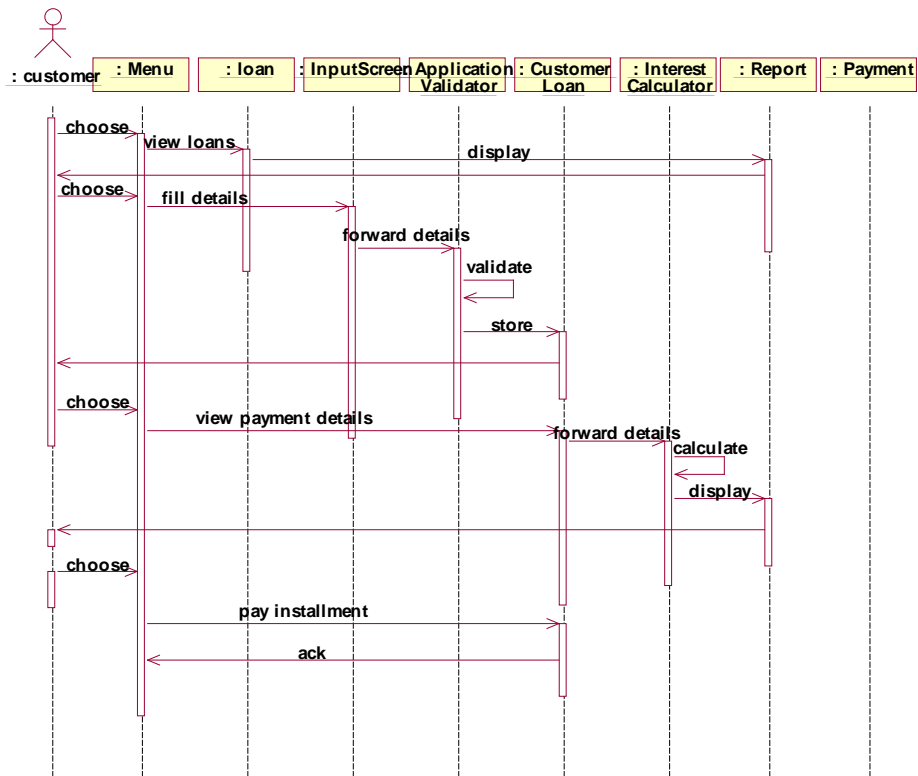 : customer
: Menu
: loan
: InputScreen
: Application
Validator
: Customer
Loan
: Interest
Calculator
: Report
: Payment
choose
view loans
display
choose
fill details
forward details
validate
store
choose
view payment details
forward details
calculate
display
choose
pay installment
ack